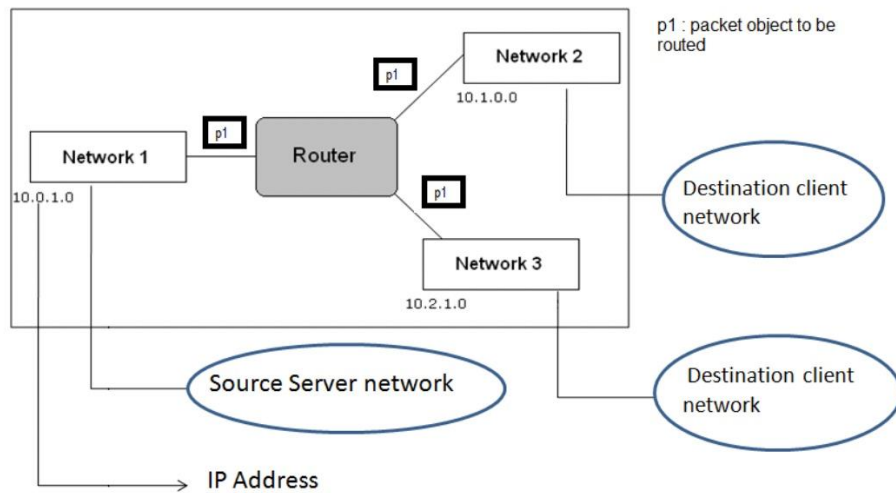 p1 : packet object to be
routed
Network 2
p1
10.1.0.0
p1
Network 1
Router
10.0.1.0
p1
Destination client
network
Network 3
10.2.1.0
Source Server network
Destination client
network
IP Address